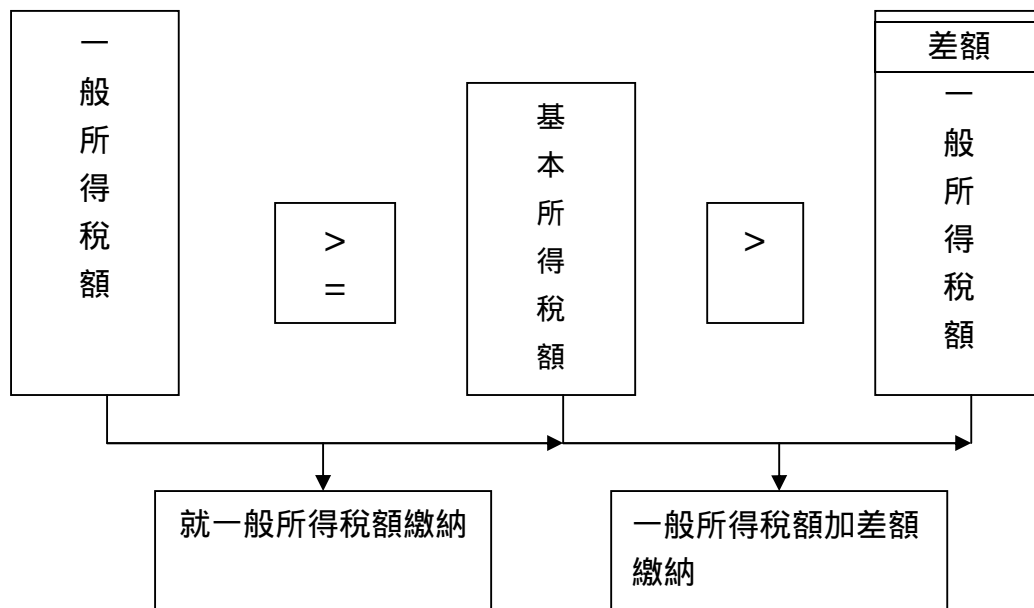 一般所得稅額
>
=
基本所得稅額
>
差額
一般所得稅額
就一般所得稅額繳納
一般所得稅額加差額
繳納